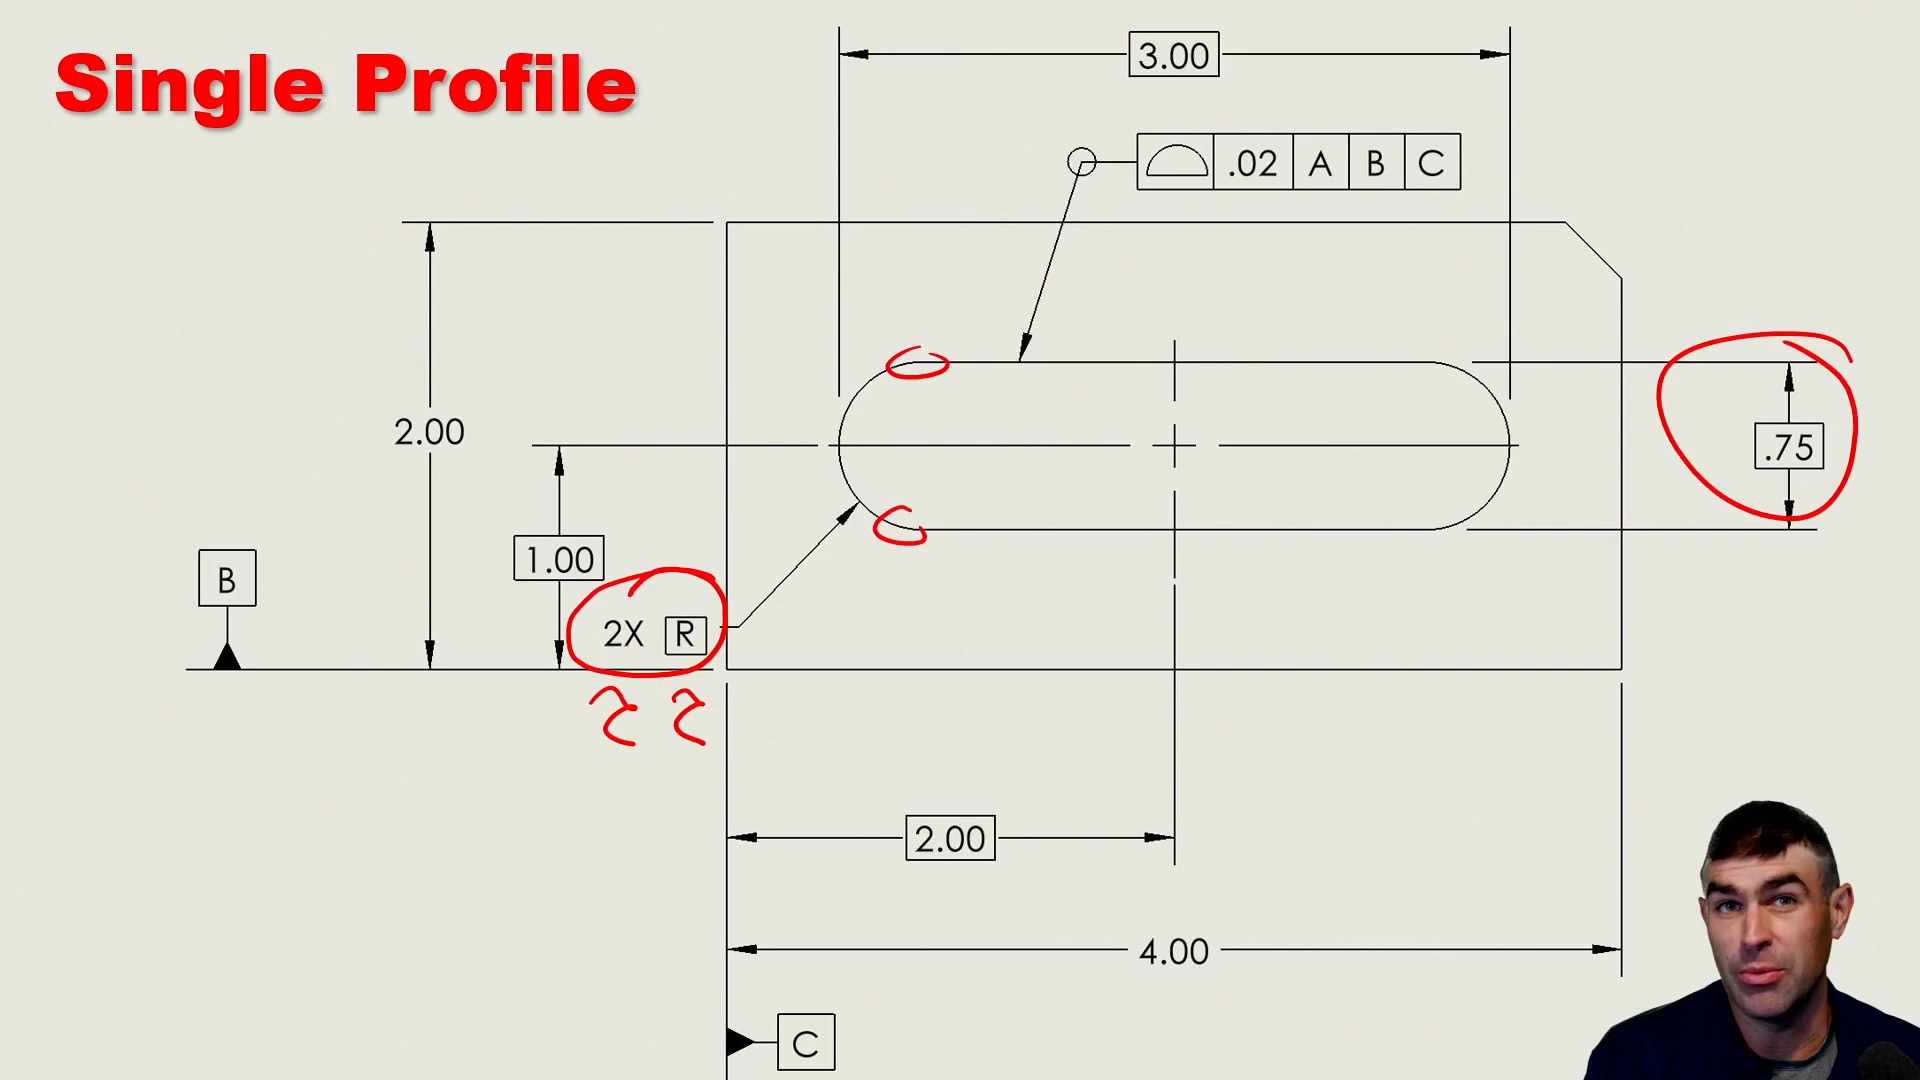 Single Profile
3.00
.02 A B C
2.00
.75
1.00
B
2X R
2.00
4.00
C